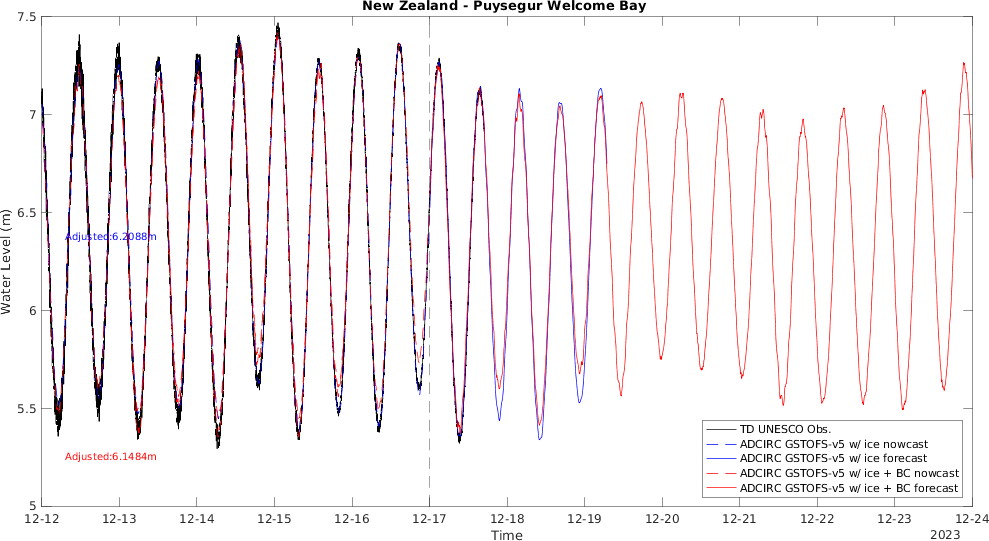 New Zealand - Puysegur Welcome Bay
7.5
7
6.5
6
5.5
5
Water Level (m)
Adjusted:6.2088m
Adjusted:6.1484m
TD UNESCO Obs.
ADCIRC GSTOFS-v5 w/ ice nowcast
ADCIRC GSTOFS-v5 w/ ice forecast
ADCIRC GSTOFS-v5 w/ ice + BC nowcast
ADCIRC GSTOFS-v5 w/ ice + BC forecast
12-12 12-13 12-14 12-15 12-16 12-17 12-18 12-19 12-20 12-21 12-22 12-23 12-24
Time
2023